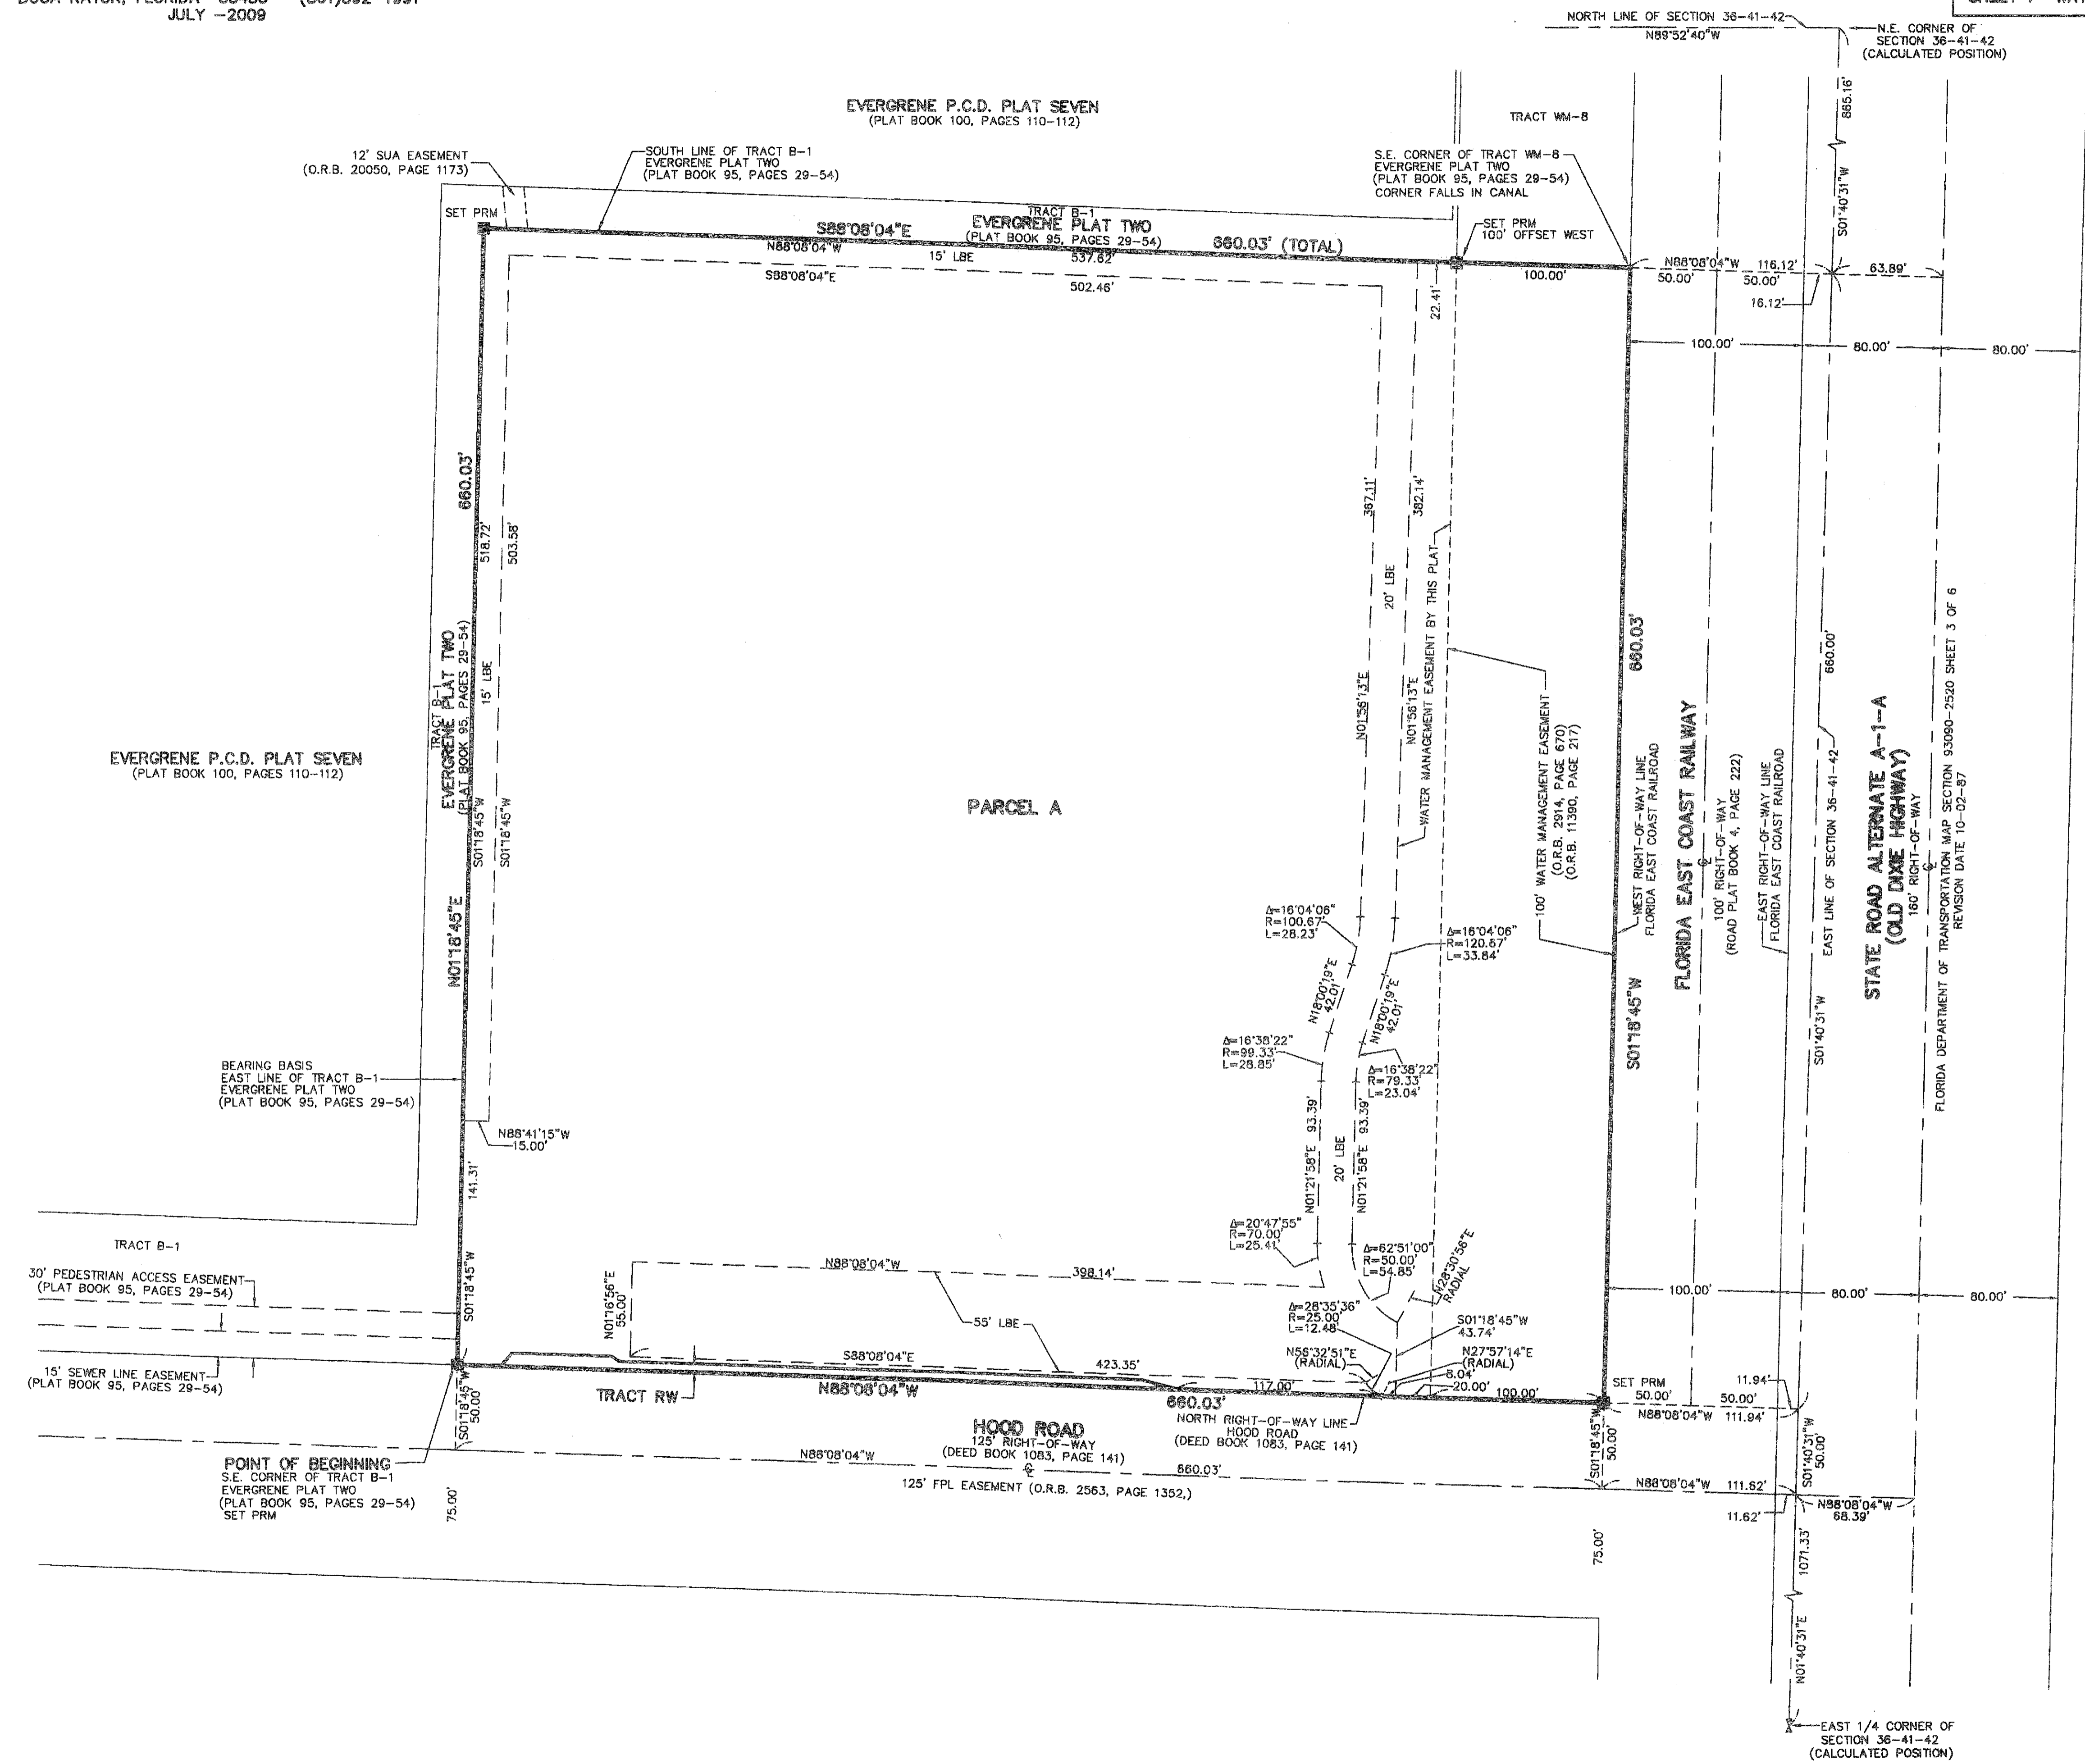 JULY -2009
NORTH LINE OF SECTION 36-41-42
N89°52'40"W
N.E. CORNER OF
SECTION 36-41-42
(CALCULATED POSITION)
865.16'
S01°40'31"W
EVERGRENE P.C.D. PLAT SEVEN
(PLAT BOOK 100, PAGES 110-112)
TRACT WM-8
12' SUA EASEMENT
(O.R.B. 20050, PAGE 1173)
SOUTH LINE OF TRACT B-1
EVERGRENE PLAT TWO
(PLAT BOOK 95, PAGES 29-54)
S.E. CORNER OF TRACT WM-8
EVERGRENE PLAT TWO
(PLAT BOOK 95, PAGES 29-54)
CORNER FALLS IN CANAL
SET PRM
TRACT B-1
EVERGRENE PLAT TWO
(PLAT BOOK 95, PAGES 29-54)
S88°08'04"E
660.03' (TOTAL)
SET PRM
100' OFFSET WEST
N88°08'04"W
537.62'
15' LBE
S88°08'04"E
502.46'
22.41'
100.00'
N88°08'04"W 116.12'
50.00' 50.00'
16.12'
63.89'
100.00'
80.00'
80.00'
660.03'
518.72'
503.58'
367.11'
382.14'
20' LBE
EVERGRENE PLAT TWO
(PLAT BOOK 95, PAGES 29-54)
TRACT B-1
15' LBE
S01°18'45"W
S01°18'45"W
N01°18'45"E
N01°56'13"E
N01°56'13"E
WATER MANAGEMENT EASEMENT BY THIS PLAT
100' WATER MANAGEMENT EASEMENT
(O.R.B. 2914, PAGE 670)
(O.R.B. 11390, PAGE 217)
660.03'
S01°18'45"W
WEST RIGHT-OF-WAY LINE
FLORIDA EAST COAST RAILROAD
FLORIDA EAST COAST RAILWAY
100' RIGHT-OF-WAY
(ROAD PLAT BOOK 4, PAGE 222)
EAST RIGHT-OF-WAY LINE
FLORIDA EAST COAST RAILROAD
660.00'
EAST LINE OF SECTION 36-41-42
S01°40'31"W
STATE ROAD ALTERNATE A-1-A
(OLD DIXIE HIGHWAY)
160' RIGHT-OF-WAY
FLORIDA DEPARTMENT OF TRANSPORTATION MAP SECTION 93090-2520 SHEET 3 OF 6
REVISION DATE 10-02-87
EVERGRENE P.C.D. PLAT SEVEN
(PLAT BOOK 100, PAGES 110-112)
PARCEL A
Δ=16°04'06"
R=100.67'
L=28.23'
Δ=16°04'06"
R=120.67'
L=33.84'
N18°00'19"E
42.01'
N18°00'19"E
42.01'
Δ=16°38'22"
R=99.33'
L=28.85'
Δ=16°38'22"
R=79.33'
L=23.04'
BEARING BASIS
EAST LINE OF TRACT B-1
EVERGRENE PLAT TWO
(PLAT BOOK 95, PAGES 29-54)
N88°41'15"W
15.00'
141.31'
N01°21'58"E 93.39'
20' LBE
N01°21'58"E 93.39'
Δ=20°47'55"
R=70.00'
L=25.41'
Δ=62°51'00"
R=50.00'
L=54.85'
N28°30'56"E
RADIAL
TRACT B-1
30' PEDESTRIAN ACCESS EASEMENT
(PLAT BOOK 95, PAGES 29-54)
S01°18'45"W
N88°08'04"W
398.14'
N01°16'56"E
55.00'
55' LBE
Δ=28°35'36"
R=25.00'
L=12.48'
S01°18'45"W
43.74'
100.00'
80.00'
80.00'
15' SEWER LINE EASEMENT
(PLAT BOOK 95, PAGES 29-54)
S88°08'04"E
423.35'
N56°32'51"E
(RADIAL)
N27°57'14"E
(RADIAL)
8.04'
20.00'
117.00'
100.00'
SET PRM
50.00' 50.00'
11.94'
N88°08'04"W 111.94'
TRACT RW
N88°08'04"W
660.03'
S01°18'45"W
50.00'
HOOD ROAD
125' RIGHT-OF-WAY
(DEED BOOK 1083, PAGE 141)
NORTH RIGHT-OF-WAY LINE
HOOD ROAD
(DEED BOOK 1083, PAGE 141)
S01°18'45"W
50.00'
S01°40'31"W
50.00'
N88°08'04"W
660.03'
125' FPL EASEMENT (O.R.B. 2563, PAGE 1352,)
N88°08'04"W 111.62'
11.62'
N88°08'04"W
68.39'
POINT OF BEGINNING
S.E. CORNER OF TRACT B-1
EVERGRENE PLAT TWO
(PLAT BOOK 95, PAGES 29-54)
SET PRM
75.00'
75.00'
1071.33'
N01°40'31"E
EAST 1/4 CORNER OF
SECTION 36-41-42
(CALCULATED POSITION)